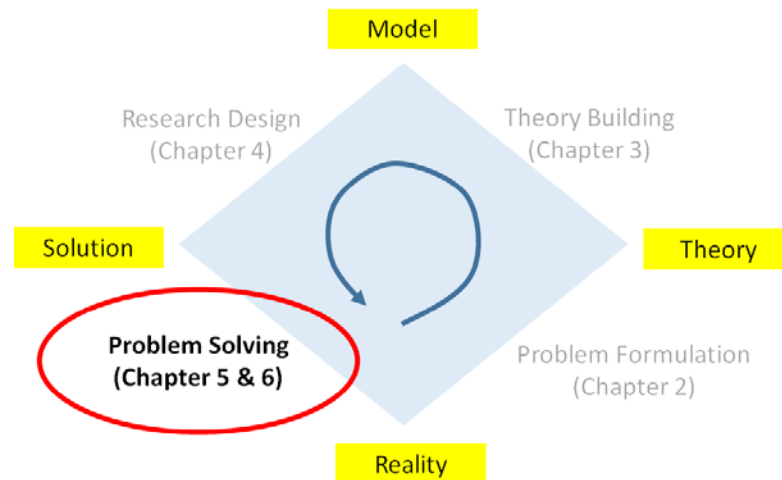 Model
Research Design
(Chapter 4)
Theory Building
(Chapter 3)
Solution
Theory
Problem Solving
(Chapter 5 & 6)
Problem Formulation
(Chapter 2)
Reality